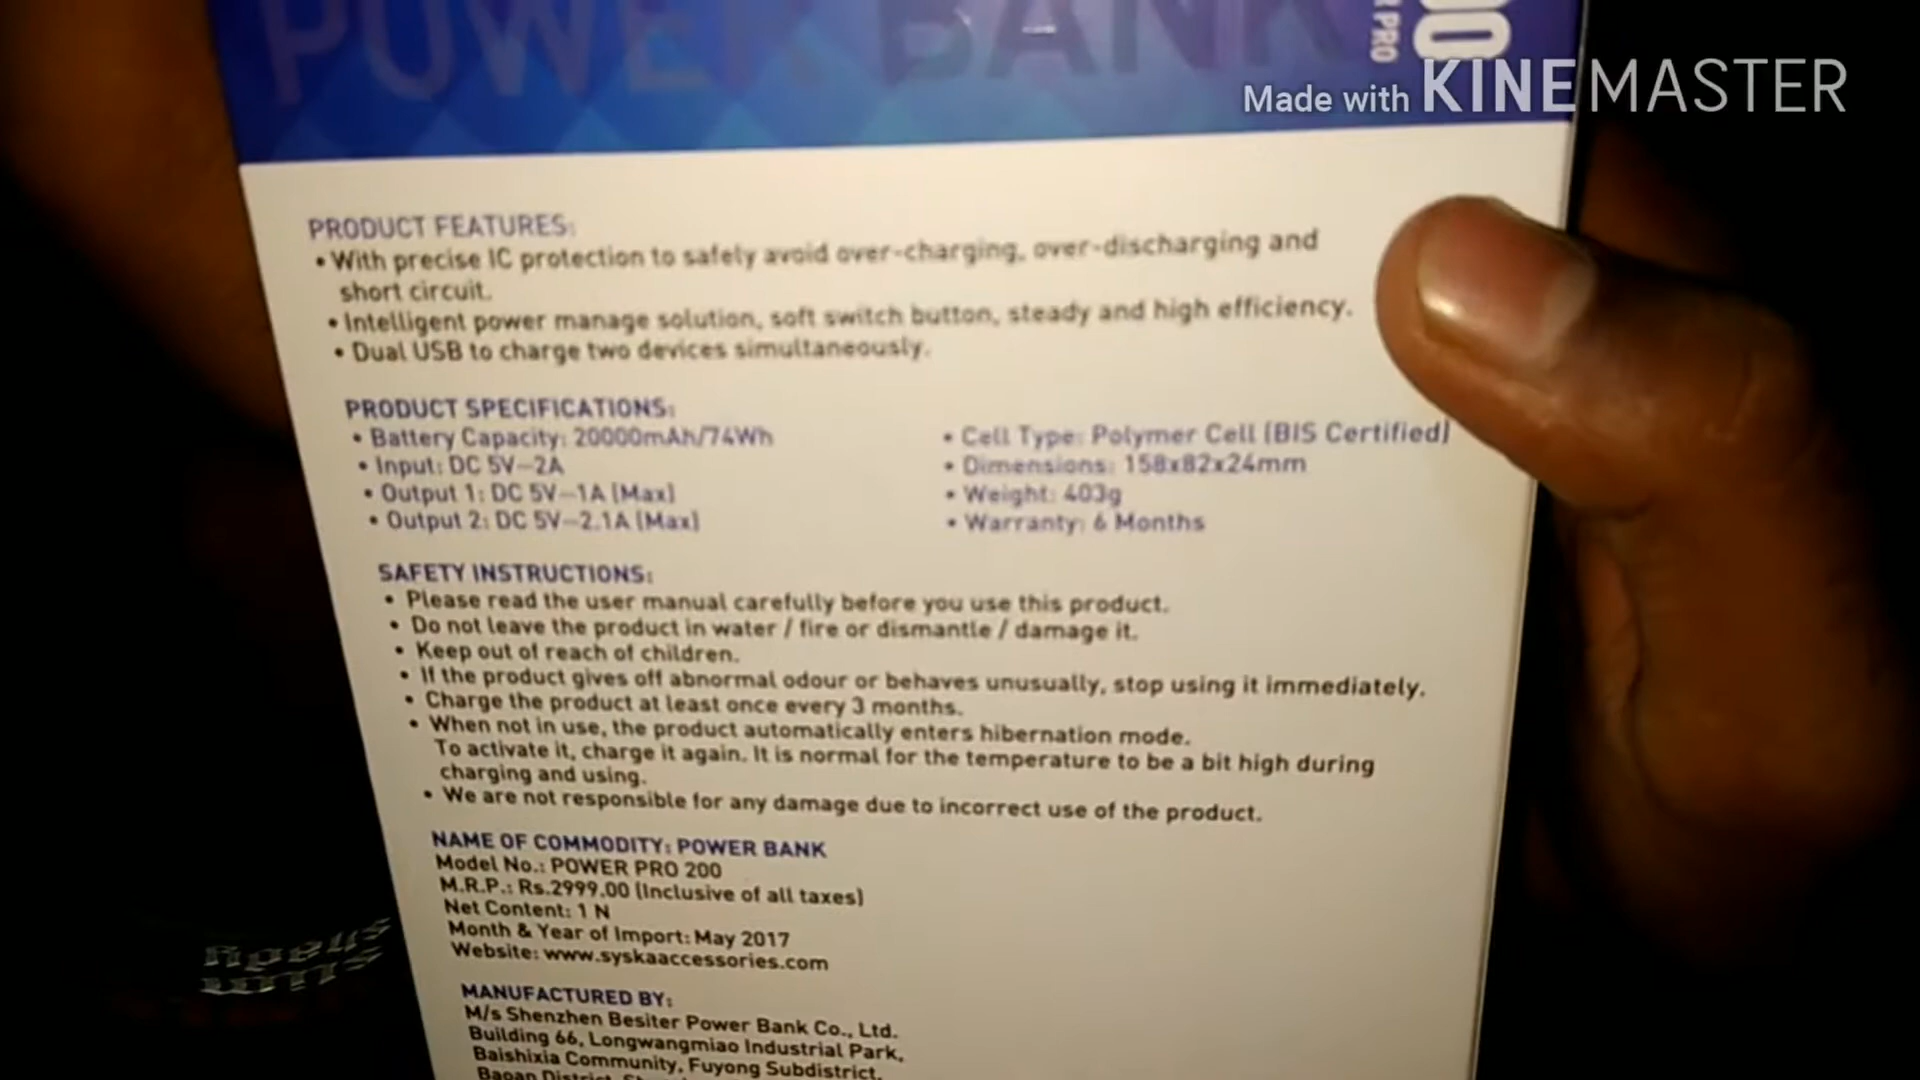 POWER BANK
00
R PRO
Made with KINEMASTER
PRODUCT FEATURES:
• With precise IC protection to safely avoid over-charging, over-discharging and
short circuit.
• Intelligent power manage solution, soft switch button, steady and high efficiency.
• Dual USB to charge two devices simultaneously.
PRODUCT SPECIFICATIONS:
• Battery Capacity: 20000mAh/74Wh
• Input: DC 5V⎓2A
• Output 1: DC 5V⎓1A (Max)
• Output 2: DC 5V⎓2.1A (Max)
• Cell Type: Polymer Cell (BIS Certified)
• Dimensions: 158x82x24mm
• Weight: 403g
• Warranty: 6 Months
SAFETY INSTRUCTIONS:
• Please read the user manual carefully before you use this product.
• Do not leave the product in water / fire or dismantle / damage it.
• Keep out of reach of children.
• If the product gives off abnormal odour or behaves unusually, stop using it immediately.
• Charge the product at least once every 3 months.
• When not in use, the product automatically enters hibernation mode.
To activate it, charge it again. It is normal for the temperature to be a bit high during
charging and using.
• We are not responsible for any damage due to incorrect use of the product.
NAME OF COMMODITY: POWER BANK
Model No.: POWER PRO 200
M.R.P.: Rs.2999.00 (Inclusive of all taxes)
Net Content: 1 N
Month & Year of Import: May 2017
Website: www.syskaaccessories.com
MANUFACTURED BY:
M/s Shenzhen Besiter Power Bank Co., Ltd.
Building 66, Longwangmiao Industrial Park,
Baishixia Community, Fuyong Subdistrict,
Baoan District,